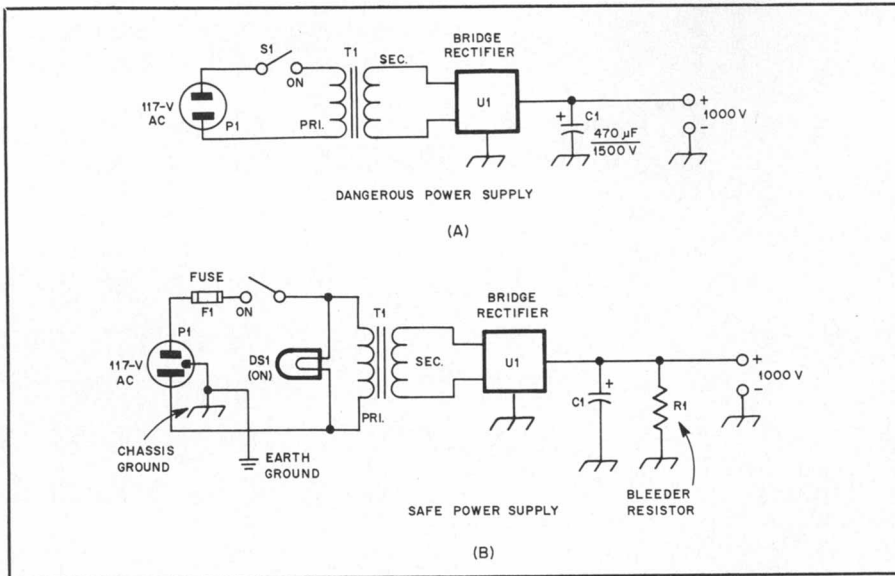 S1
ON
T1
SEC.
BRIDGE
RECTIFIER
U1
117-V
AC
P1
PRI.
+
C1
470 µF
1500 V
+
1000 V
-
DANGEROUS POWER SUPPLY
(A)
FUSE
F1
ON
T1
BRIDGE
RECTIFIER
P1
117-V
AC
DS1
(ON)
SEC.
U1
PRI.
C1
+
R1
+
1000 V
-
CHASSIS
GROUND
EARTH
GROUND
BLEEDER
RESISTOR
SAFE POWER SUPPLY
(B)